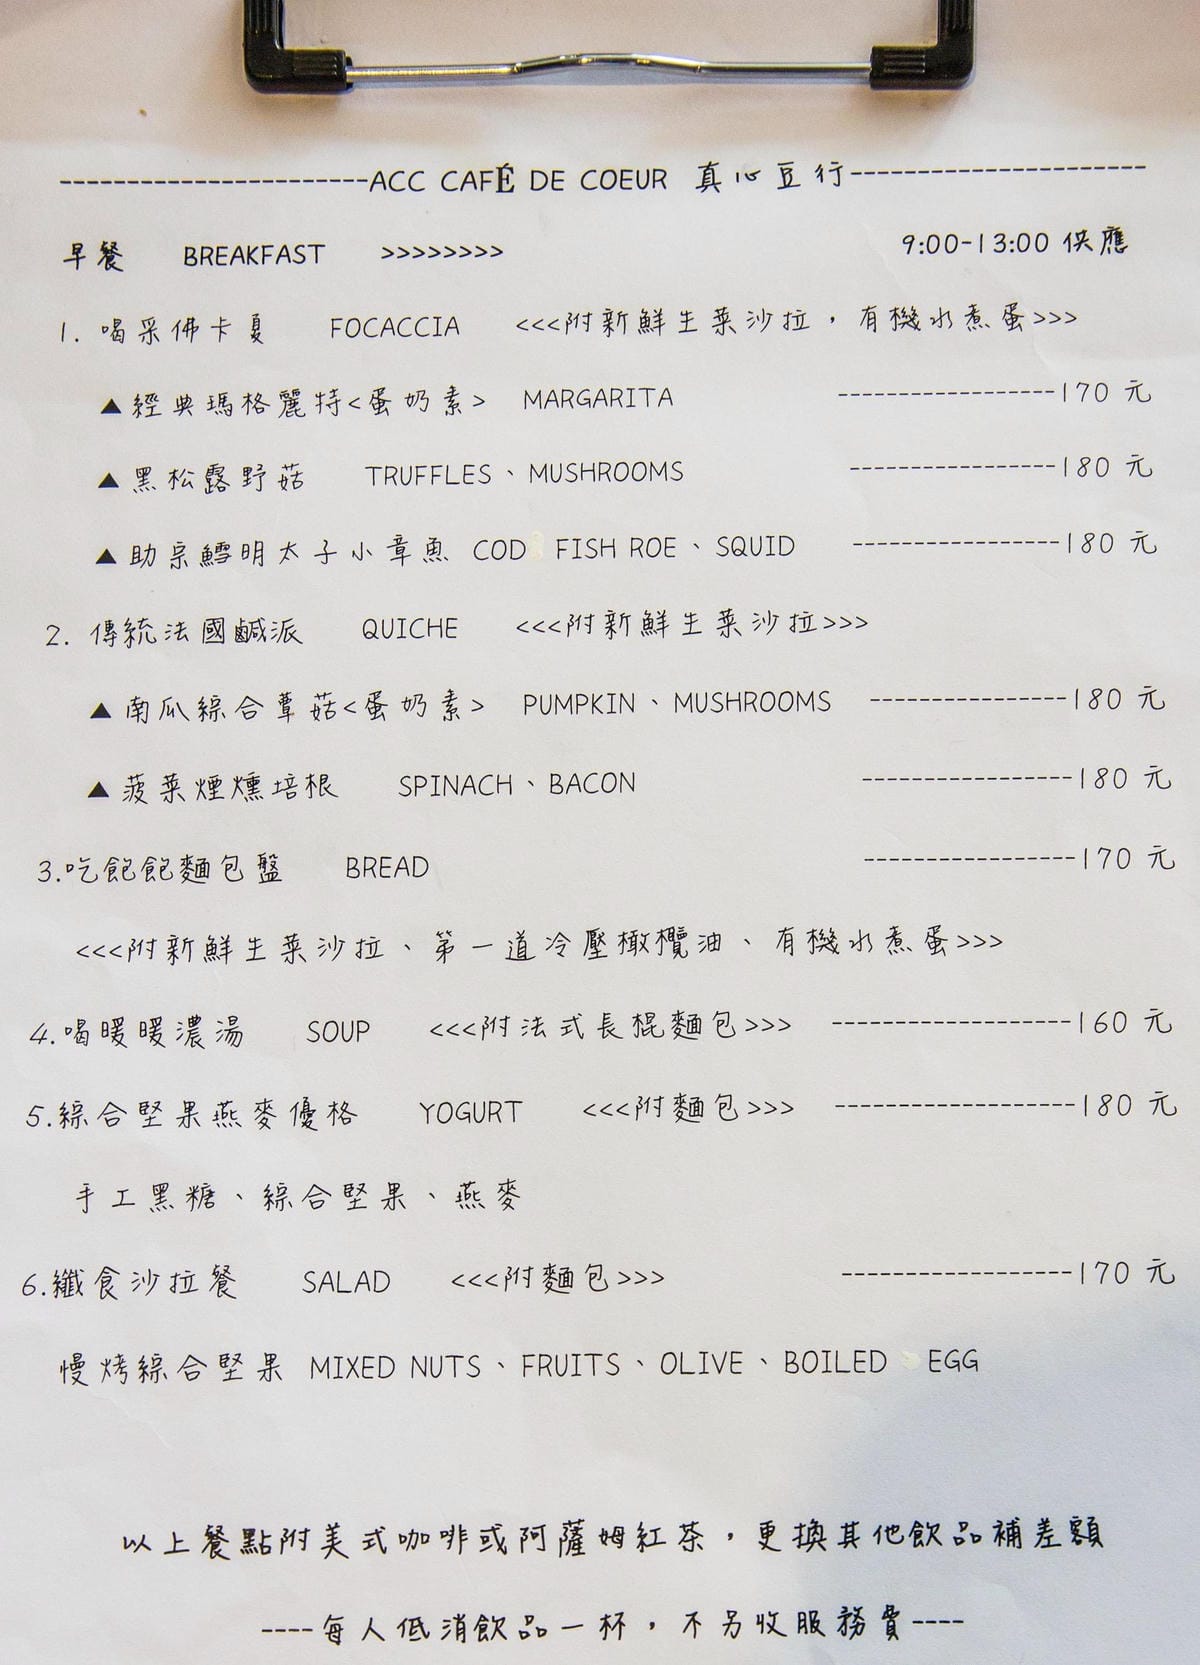 ----------------------ACC CAFÉ DE COEUR 真心豆行---------------------
早餐 BREAKFAST >>>>>>>> 9:00-13:00 供應
1. 喝采佛卡夏 FOCACCIA <<<附新鮮生菜沙拉，有機水煮蛋>>>
▲經典瑪格麗特<蛋奶素> MARGARITA -----------------170 元
▲黑松露野菇 TRUFFLES、MUSHROOMS ----------------180 元
▲助宗鱈明太子小章魚 COD FISH ROE、SQUID ----------------180 元
2. 傳統法國鹹派 QUICHE <<<附新鮮生菜沙拉>>>
▲南瓜綜合蕈菇<蛋奶素> PUMPKIN、MUSHROOMS ---------------180 元
▲菠菜煙燻培根 SPINACH、BACON ----------------180 元
3.吃飽飽麵包盤 BREAD ----------------170 元
<<<附新鮮生菜沙拉、第一道冷壓橄欖油、有機水煮蛋>>>
4.喝暖暖濃湯 SOUP <<<附法式長棍麵包>>> ------------------160 元
5.綜合堅果燕麥優格 YOGURT <<<附麵包>>> ------------------180 元
手工黑糖、綜合堅果、燕麥
6.纖食沙拉餐 SALAD <<<附麵包>>> -----------------170 元
慢烤綜合堅果 MIXED NUTS、FRUITS、OLIVE、BOILED EGG
以上餐點附美式咖啡或阿薩姆紅茶，更換其他飲品補差額
----每人低消飲品一杯，不另收服務費----